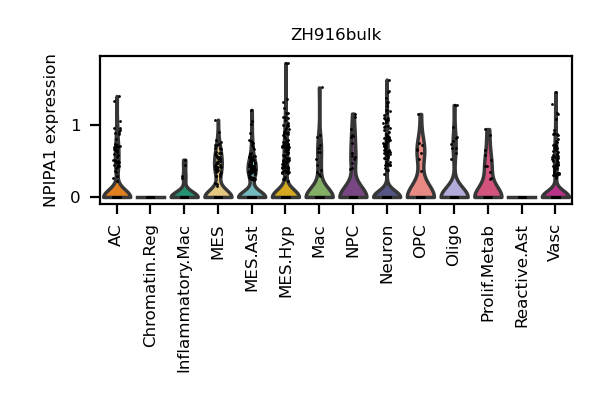 ZH916bulk
NPIPA1 expression
1
0
AC
Chromatin.Reg
Inflammatory.Mac
MES
MES.Ast
MES.Hyp
Mac
NPC
Neuron
OPC
Oligo
Prolif.Metab
Reactive.Ast
Vasc